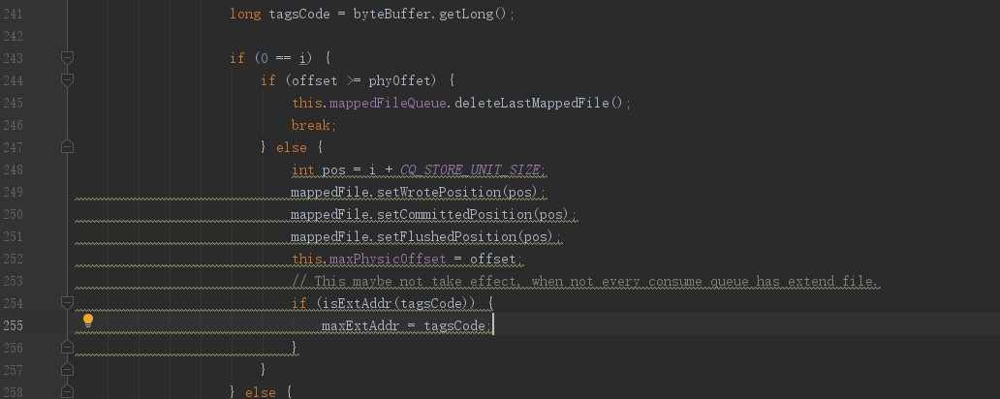 241 long tagsCode = byteBuffer.getLong();
242
243 if (0 == i) {
244 if (offset >= phyOffet) {
245 this.mappedFileQueue.deleteLastMappedFile();
246 break;
247 } else {
248 int pos = i + CQ_STORE_UNIT_SIZE;
249 mappedFile.setWrotePosition(pos);
250 mappedFile.setCommittedPosition(pos);
251 mappedFile.setFlushedPosition(pos);
252 this.maxPhysicOffset = offset;
253 // This maybe not take effect, when not every consume queue has extend file.
254 if (isExtAddr(tagsCode)) {
255 maxExtAddr = tagsCode;
256 }
257 }
258 } else {